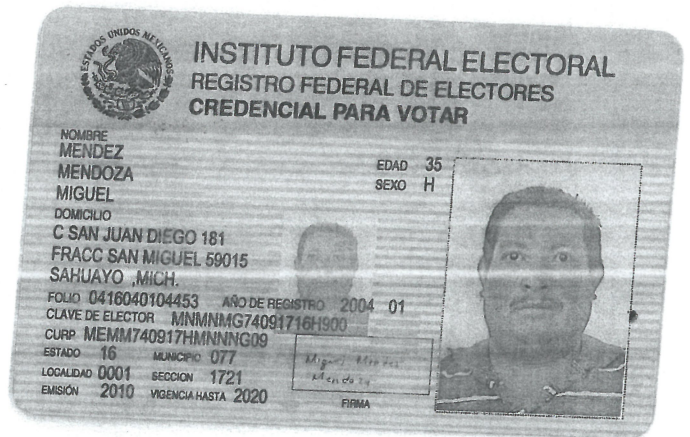 ESTADOS UNIDOS MEXICANOS
INSTITUTO FEDERAL ELECTORAL
REGISTRO FEDERAL DE ELECTORES
CREDENCIAL PARA VOTAR
NOMBRE
MENDEZ
MENDOZA
MIGUEL
EDAD 35
SEXO H
DOMICILIO
C SAN JUAN DIEGO 181
FRACC SAN MIGUEL 59015
SAHUAYO ,MICH.
FOLIO 0416040104453 AÑO DE REGISTRO 2004 01
CLAVE DE ELECTOR MNMNMG74091716H900
CURP MEMM740917HMNNNG09
ESTADO 16 MUNICIPIO 077
LOCALIDAD 0001 SECCION 1721
EMISIÓN 2010 VIGENCIA HASTA 2020
Miguel Mendez
Mendoza
FIRMA